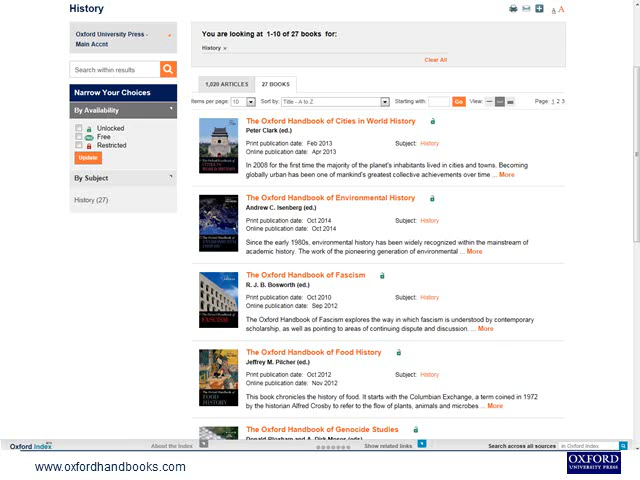 History
A A
Oxford University Press -
Main Accnt
You are looking at 1-10 of 27 books for:
History ×
Clear All
Search within results
1,020 ARTICLES 27 BOOKS
Narrow Your Choices
Items per page: 10 Sort by: Title - A to Z Starting with: Go View: Page: 1 2 3
By Availability
Unlocked
Free
Restricted
Update
By Subject
History (27)
The Oxford Handbook of Cities in World History
Peter Clark (ed.)
Print publication date: Feb 2013 Subject: History
Online publication date: Apr 2013
In 2008 for the first time the majority of the planet's inhabitants lived in cities and towns. Becoming
globally urban has been one of mankind's greatest collective achievements over time ... More
The Oxford Handbook of Environmental History
Andrew C. Isenberg (ed.)
Print publication date: Oct 2014 Subject: History
Online publication date: Oct 2014
Since the early 1980s, environmental history has been widely recognized within the mainstream of
academic history. The work of the pioneering generation of environmental ... More
The Oxford Handbook of Fascism
R. J. B. Bosworth (ed.)
Print publication date: Oct 2010 Subject: History
Online publication date: Sep 2012
The Oxford Handbook of Fascism explores the way in which fascism is understood by contemporary
scholarship, as well as pointing to areas of continuing dispute and discussion. ... More
The Oxford Handbook of Food History
Jeffrey M. Pilcher (ed.)
Print publication date: Oct 2012 Subject: History
Online publication date: Nov 2012
This book chronicles the history of food. It starts with the Columbian Exchange, a term coined in 1972
by the historian Alfred Crosby to refer to the flow of plants, animals and microbes ... More
The Oxford Handbook of Genocide Studies
Donald Bloxham and A. Dirk Moses (eds)
Oxford Index About the Index Show related links Search across all sources in Oxford Index
www.oxfordhandbooks.com
OXFORD
UNIVERSITY PRESS